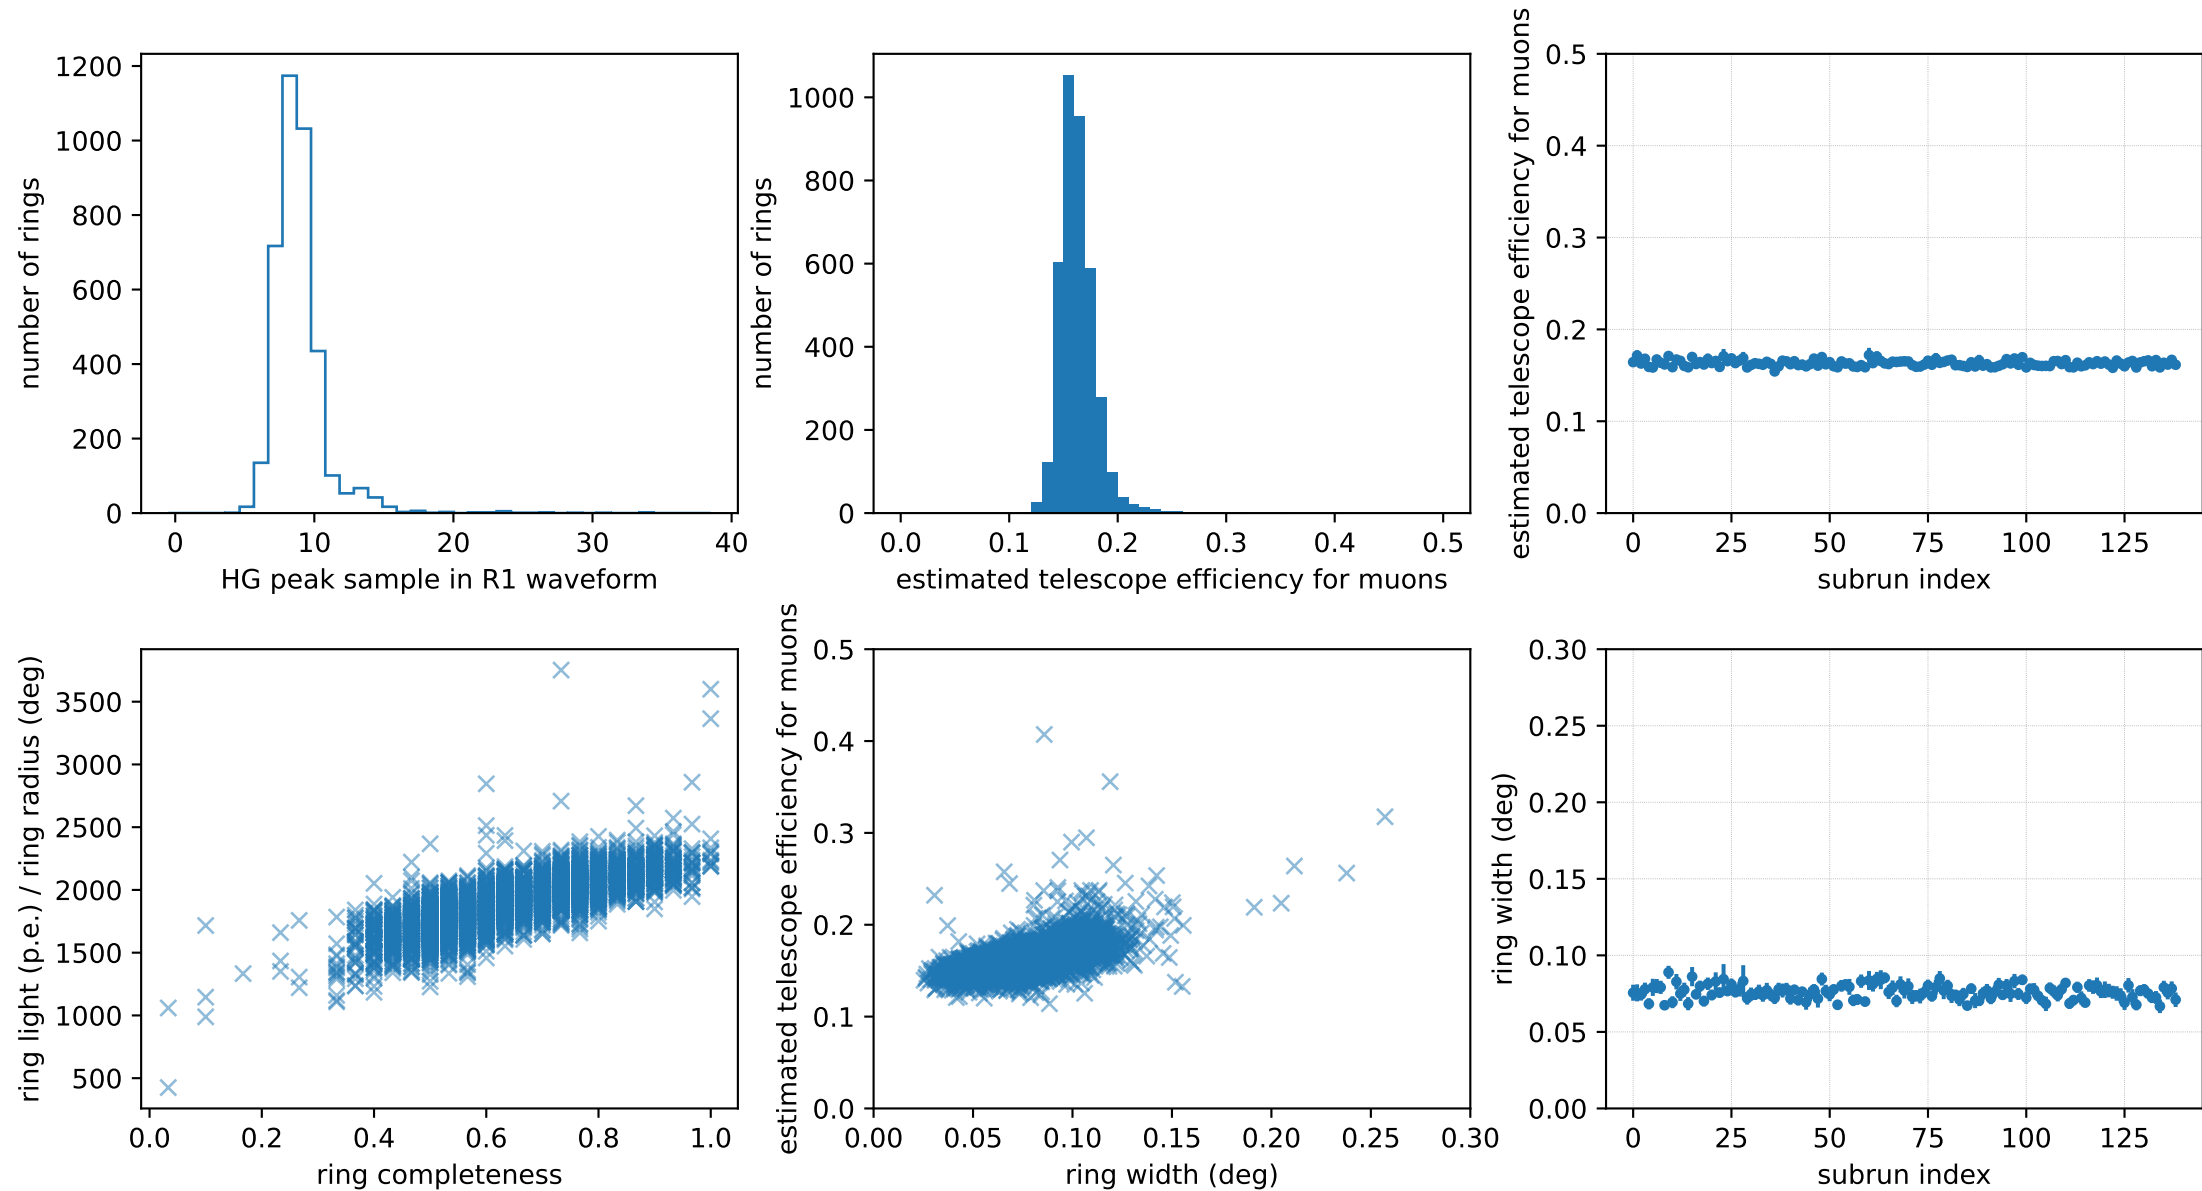 1200
1000
800
600
400
200
0
number of rings
0 10 20 30 40
HG peak sample in R1 waveform
1000
800
600
400
200
0
number of rings
0.0 0.1 0.2 0.3 0.4 0.5
estimated telescope efficiency for muons
0.5
0.4
0.3
0.2
0.1
0.0
estimated telescope efficiency for muons
0 25 50 75 100 125
subrun index
3500
3000
2500
2000
1500
1000
500
ring light (p.e.) / ring radius (deg)
0.0 0.2 0.4 0.6 0.8 1.0
ring completeness
0.5
0.4
0.3
0.2
0.1
0.0
estimated telescope efficiency for muons
0.00 0.05 0.10 0.15 0.20 0.25 0.30
ring width (deg)
0.30
0.25
0.20
0.15
0.10
0.05
0.00
ring width (deg)
0 25 50 75 100 125
subrun index